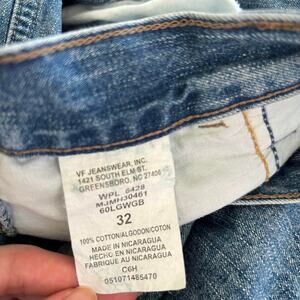 VF JEANSWEAR, INC.
1421 SOUTH ELM ST.
GREENSBORO, NC 27406
WPL 6428
MJMH30461
60LGWGB
32
100% COTTON/ALGODON/COTON
MADE IN NICARAGUA
HECHO EN NICARAGUA
FABRIQUE AU NICARAGUA
C6H
051071485470